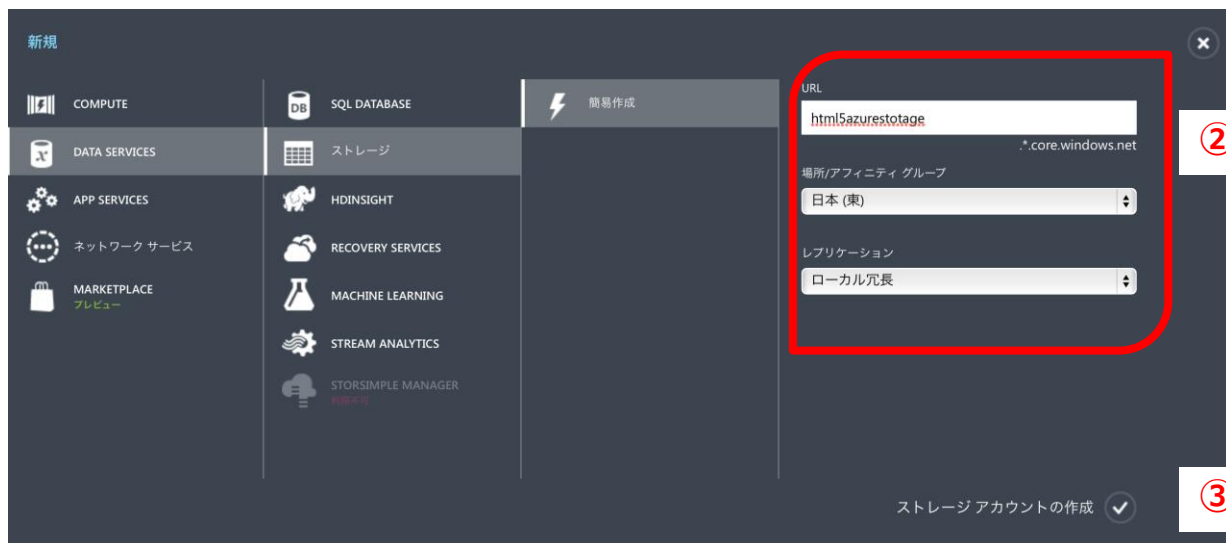 新規
COMPUTE
DATA SERVICES
APP SERVICES
ネットワーク サービス
MARKETPLACE
プレビュー
SQL DATABASE
ストレージ
HDINSIGHT
RECOVERY SERVICES
MACHINE LEARNING
STREAM ANALYTICS
STORSIMPLE MANAGER
利用不可
簡易作成
URL
html5azurestotage
.*.core.windows.net
場所/アフィニティ グループ
日本 (東)
レプリケーション
ローカル冗長
②
ストレージ アカウントの作成
③